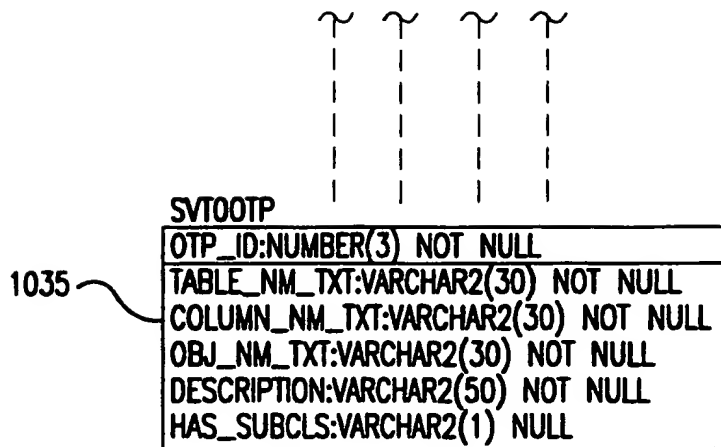 SVTOOTP
OTP_ID:NUMBER(3) NOT NULL
TABLE_NM_TXT:VARCHAR2(30) NOT NULL
1035
COLUMN_NM_TXT:VARCHAR2(30) NOT NULL
OBJ_NM_TXT:VARCHAR2(30) NOT NULL
DESCRIPTION:VARCHAR2(50) NOT NULL
HAS_SUBCLS:VARCHAR2(1) NULL